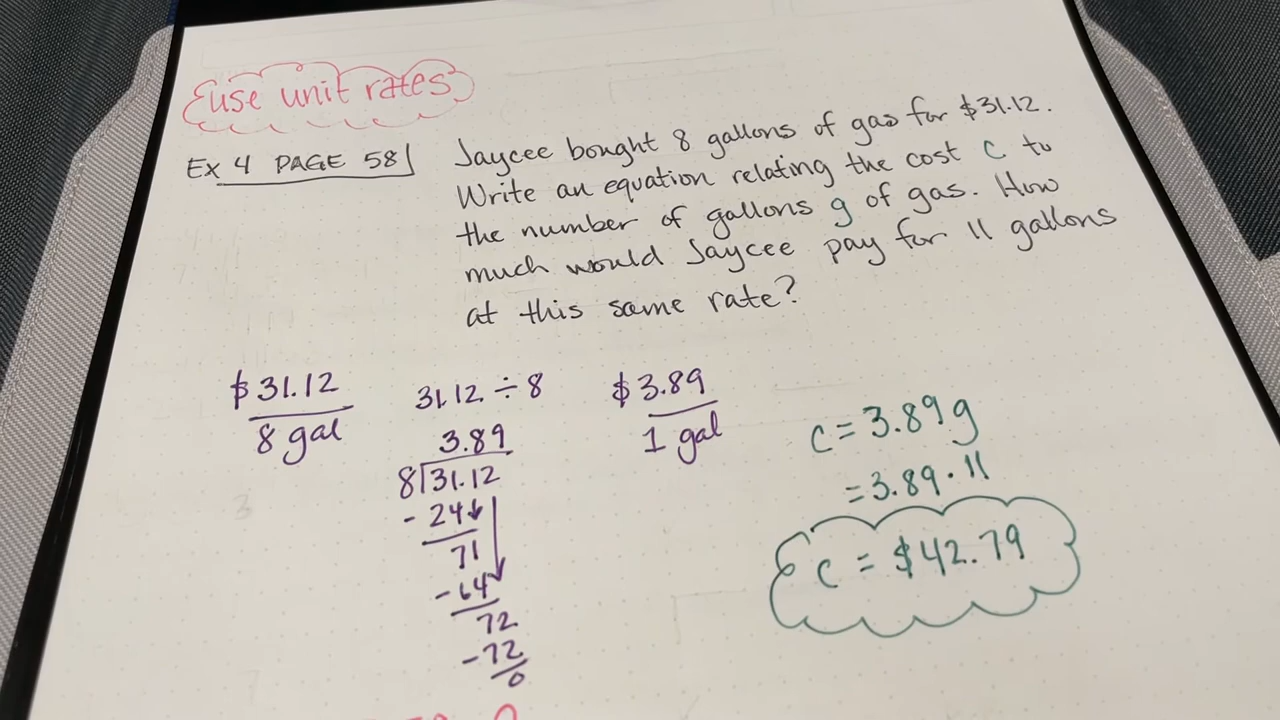 use unit rates
Ex 4 PAGE 58
Jaycee bought 8 gallons of gas for $31.12.
Write an equation relating the cost c to
the number of gallons g of gas. How
much would Jaycee pay for 11 gallons
at this same rate?
$31.12
8 gal
31.12 ÷ 8
3.89
8 31.12
- 24
71
- 64
72
- 72
0
$3.89
1 gal
c = 3.89g
= 3.89 · 11
c = $42.79